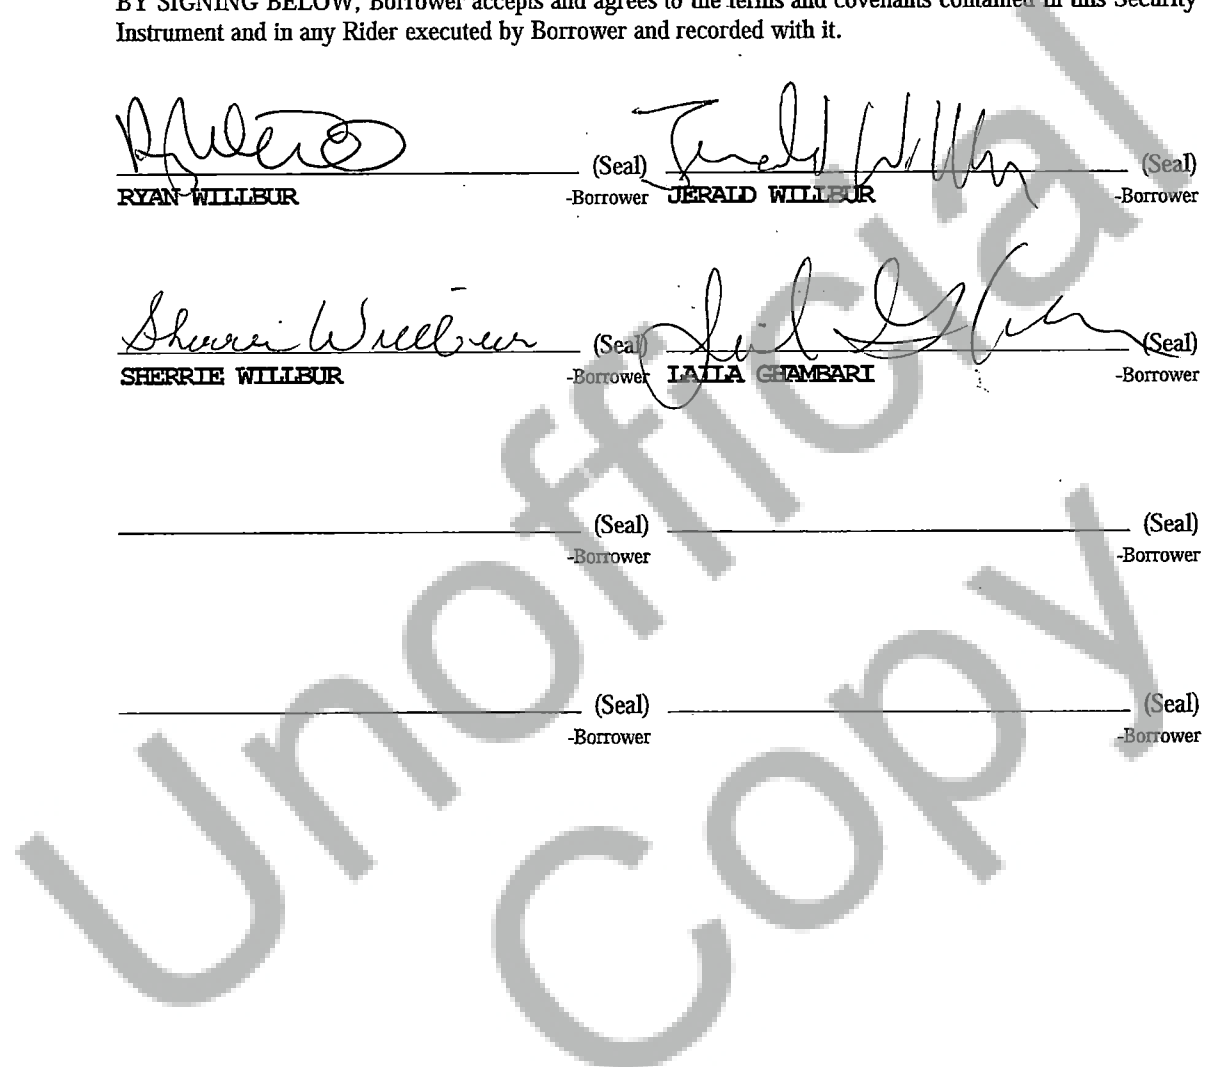 BY SIGNING BELOW, Borrower accepts and agrees to the terms and covenants contained in this Security
Instrument and in any Rider executed by Borrower and recorded with it.
(Seal) (Seal)
RYAN WILLBUR -Borrower JERALD WILLBUR -Borrower
Sherrie Willbur (Seal) (Seal)
SHERRIE WILLBUR -Borrower LAILA GHAMBARI -Borrower
(Seal) (Seal)
-Borrower -Borrower
(Seal) (Seal)
-Borrower -Borrower
Unofficial
Copy